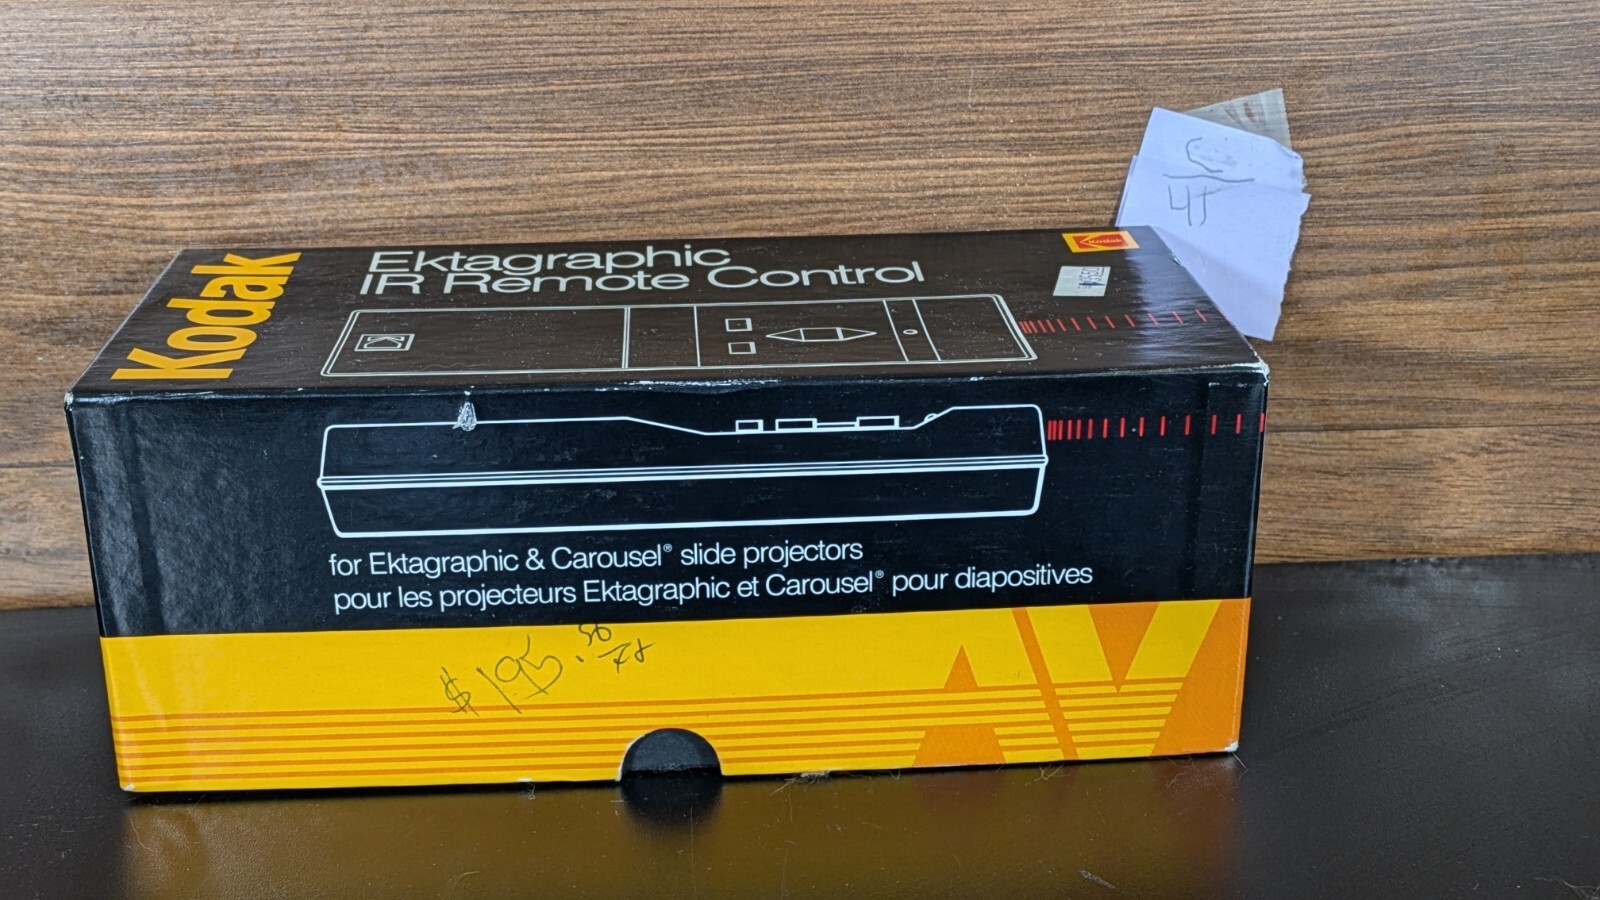 Kodak
Ektagraphic
IR Remote Control
Kodak
for Ektagraphic & Carousel® slide projectors
pour les projecteurs Ektagraphic et Carousel® pour diapositives
$195.
AV